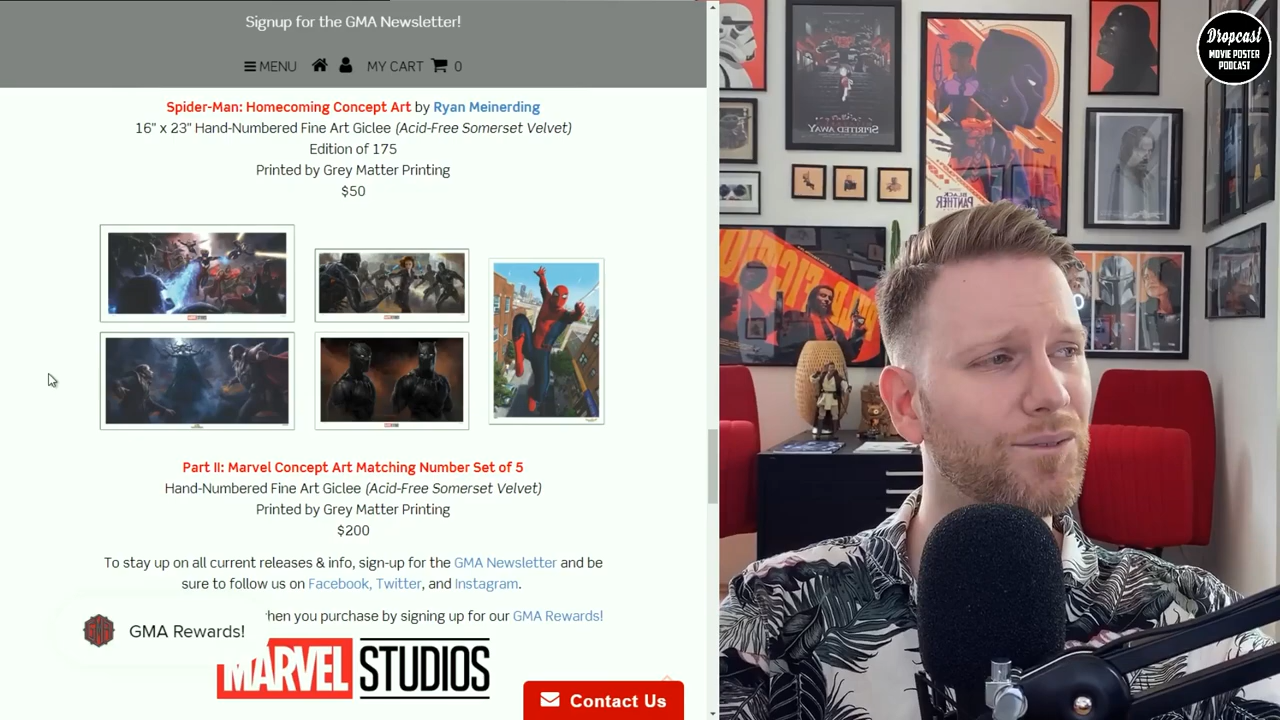 Signup for the GMA Newsletter!
MENU MY CART 0
Spider-Man: Homecoming Concept Art by Ryan Meinerding
16" x 23" Hand-Numbered Fine Art Giclee (Acid-Free Somerset Velvet)
Edition of 175
Printed by Grey Matter Printing
$50
Part II: Marvel Concept Art Matching Number Set of 5
Hand-Numbered Fine Art Giclee (Acid-Free Somerset Velvet)
Printed by Grey Matter Printing
$200
To stay up on all current releases & info, sign-up for the GMA Newsletter and be
sure to follow us on Facebook, Twitter, and Instagram.
hen you purchase by signing up for our GMA Rewards!
GMA Rewards!
MARVEL STUDIOS
Contact Us
Dropcast
MOVIE POSTER
PODCAST
SPIRITED AWAY
BLACK
PANTHER
FICTION